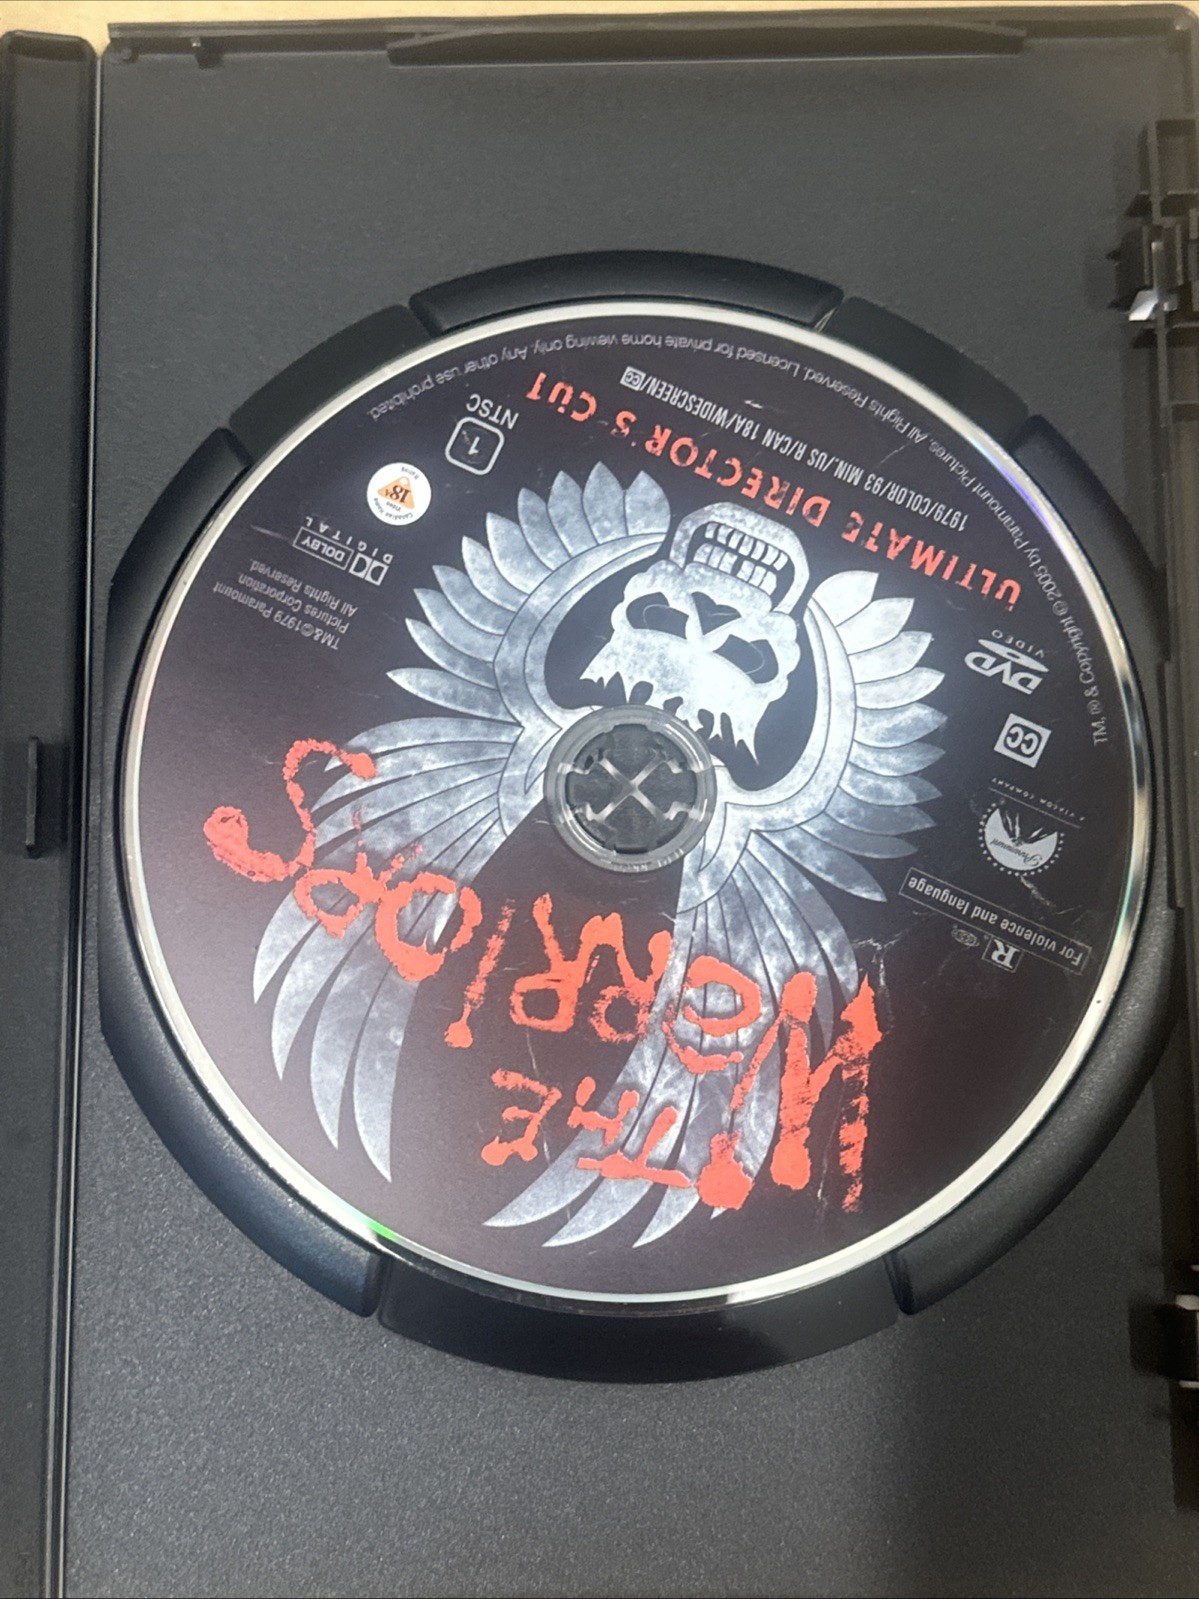 THE
WARRIORS
For violence and language
R
Paramount
A VIACOM COMPANY
CC
DVD
VIDEO
TM&©1979 Paramount
Pictures Corporation
All Rights Reserved.
DOLBY
DIGITAL
18A
1
NTSC
ULTIMATE DIRECTOR'S CUT
1979/COLOR/93 MIN./US R/CAN 18A/WIDESCREEN/CC
TM, ® & Copyright © 2005 by Paramount Pictures. All Rights Reserved. Licensed for private home viewing only. Any other use prohibited.